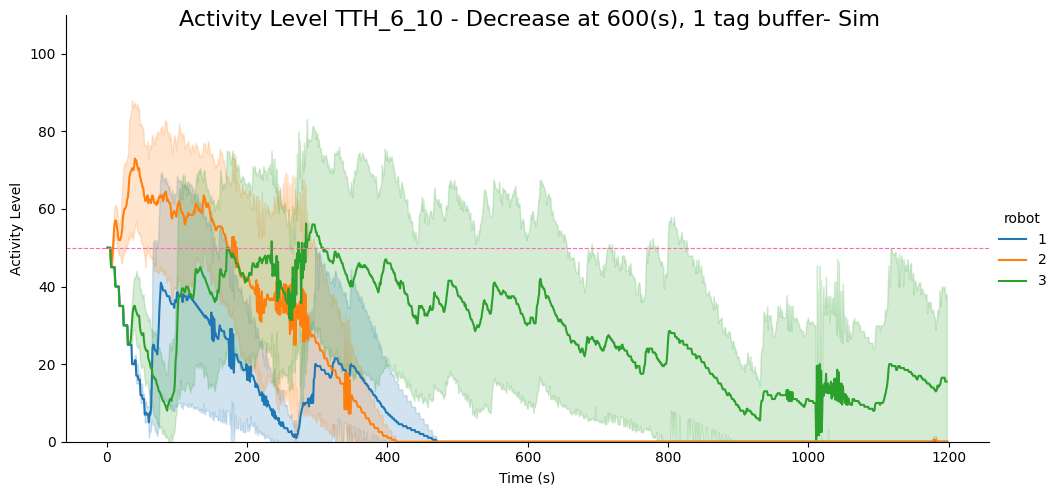 Activity Level TTH_6_10 - Decrease at 600(s), 1 tag buffer- Sim
100
80
60
40
20
0
Activity Level
0 200 400 600 800 1000 1200
Time (s)
robot
1
2
3